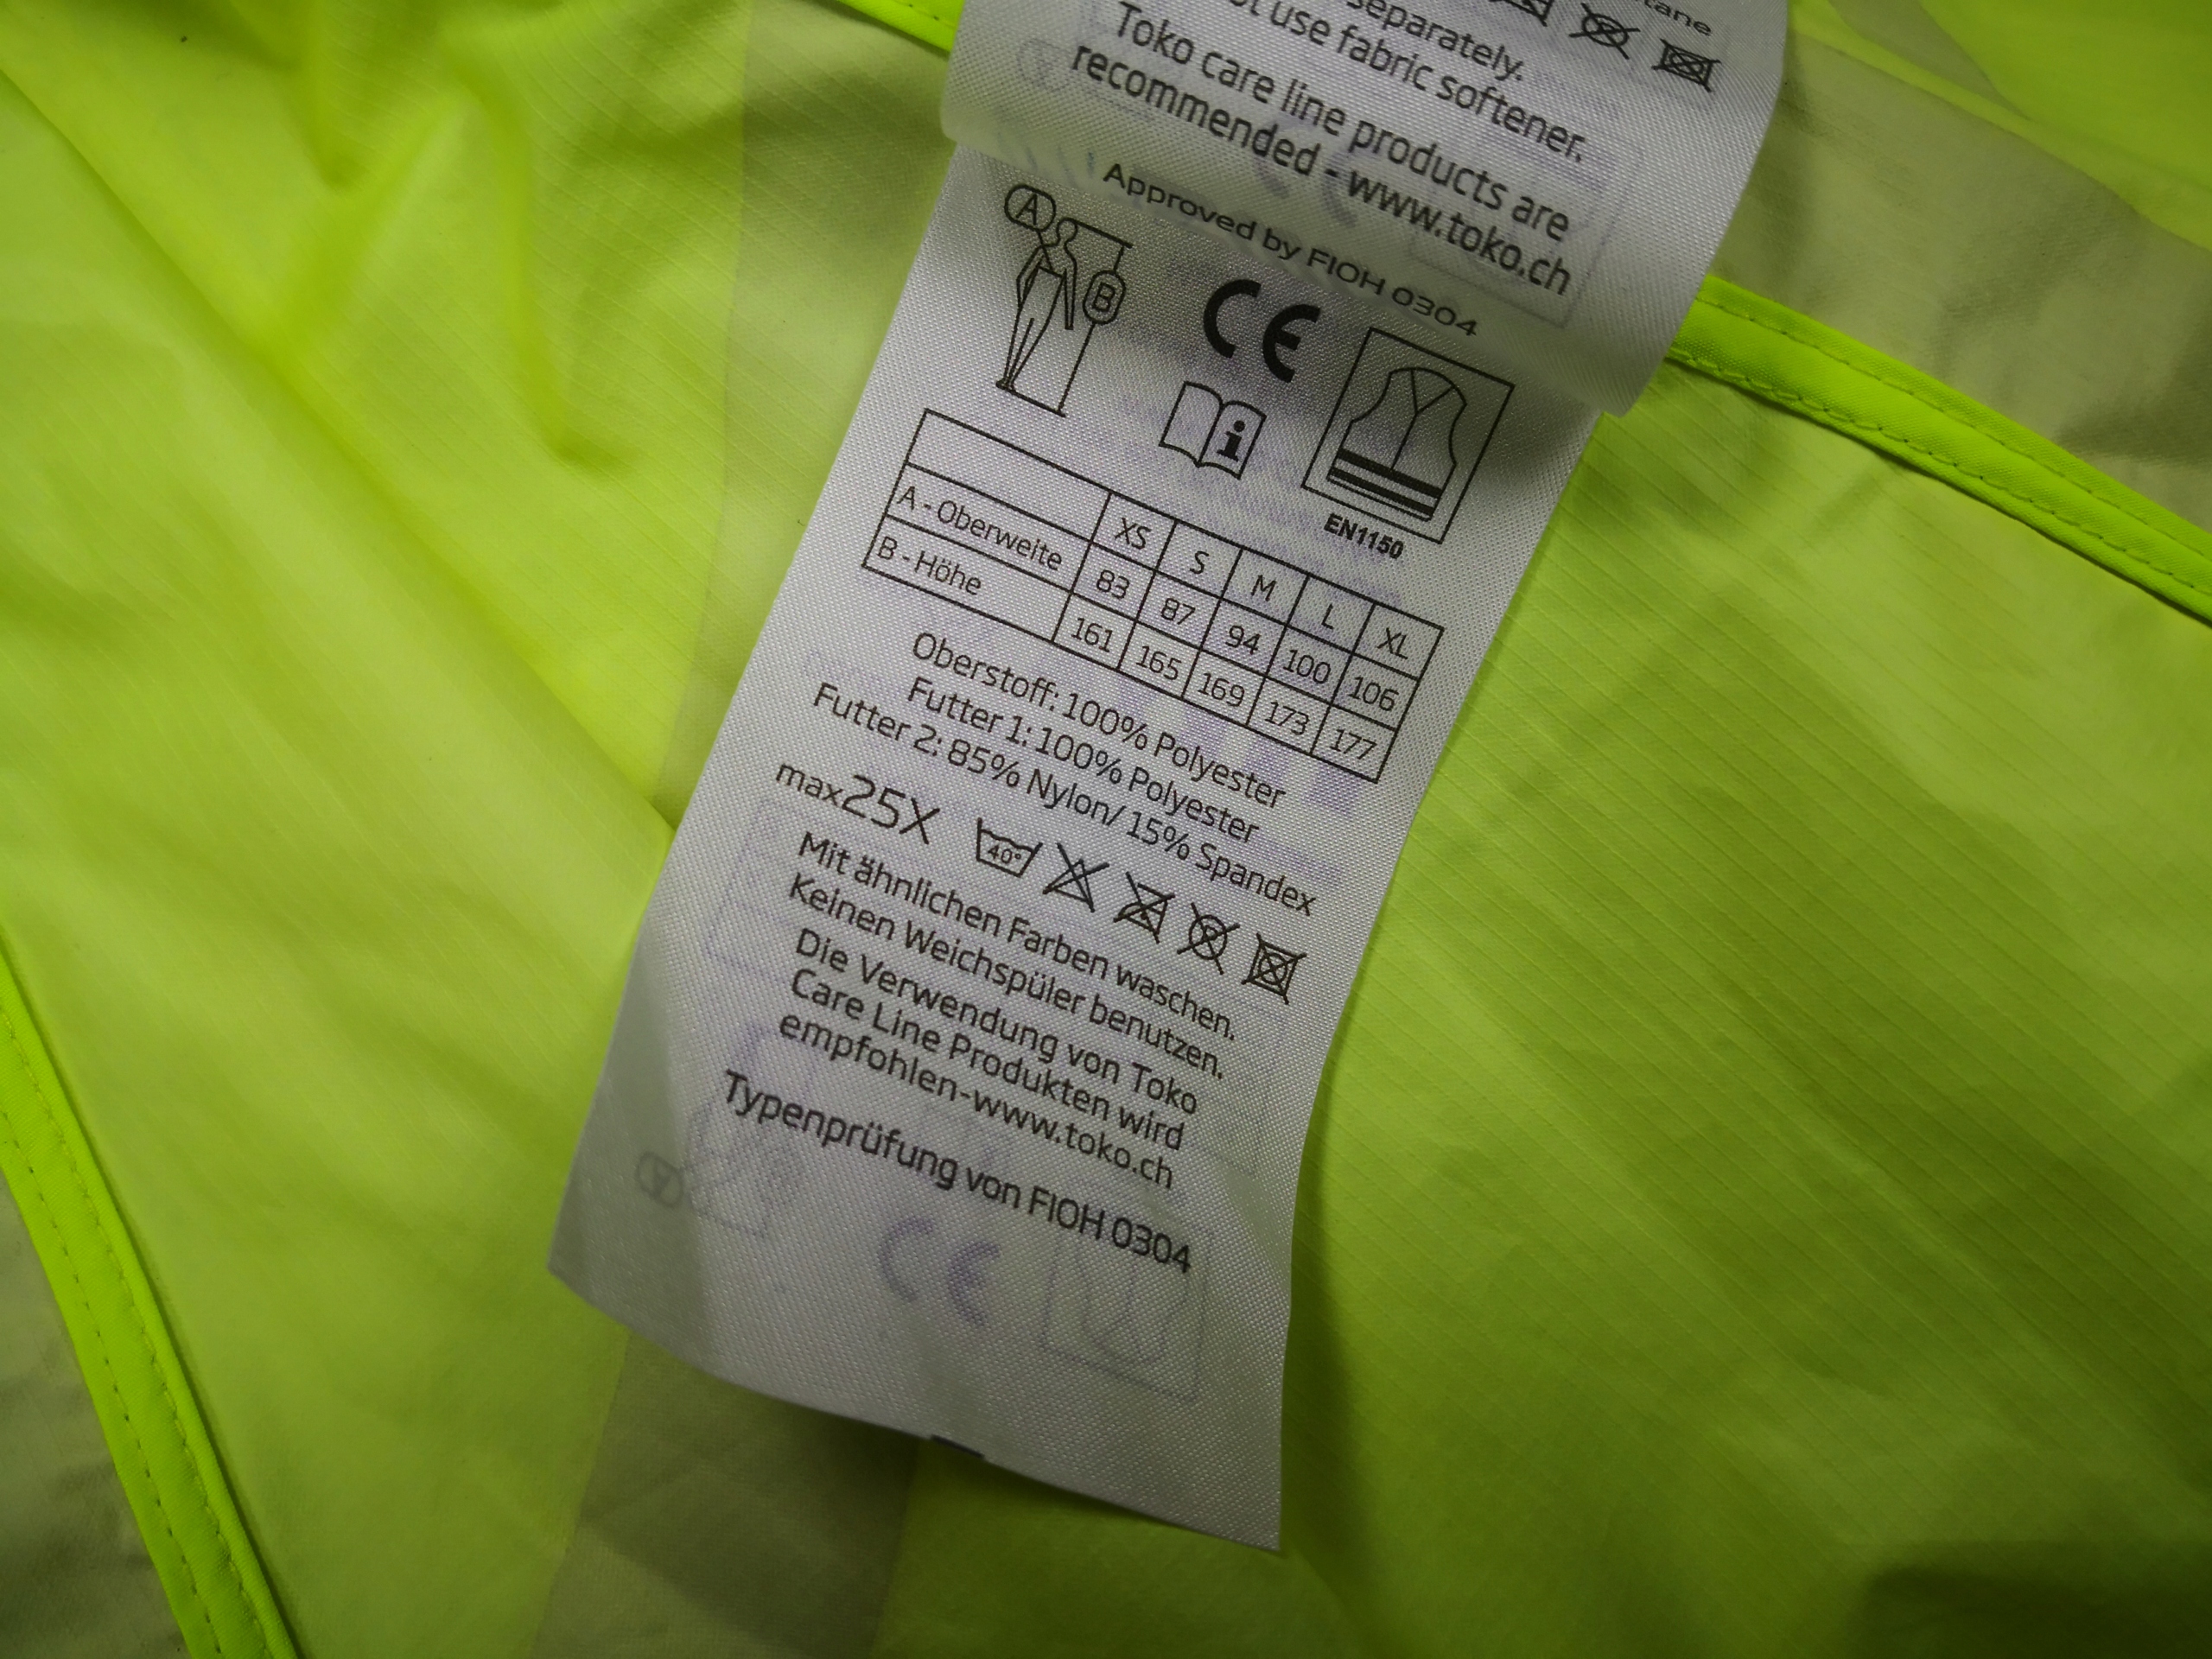 separately.
use fabric softener.
Toko care line products are
recommended - www.toko.ch
Approved by FIOH 0304
A
B
CE
i
EN1150
XS S M L XL
A - Oberweite 83 87 94 100 106
B - Höhe 161 165 169 173 177
Oberstoff: 100% Polyester
Futter 1: 100% Polyester
Futter 2: 85% Nylon/ 15% Spandex
max25X 40° P
Mit ähnlichen Farben waschen.
Keinen Weichspüler benutzen.
Die Verwendung von Toko
Care Line Produkten wird
empfohlen-www.toko.ch
Typenprüfung von FIOH 0304